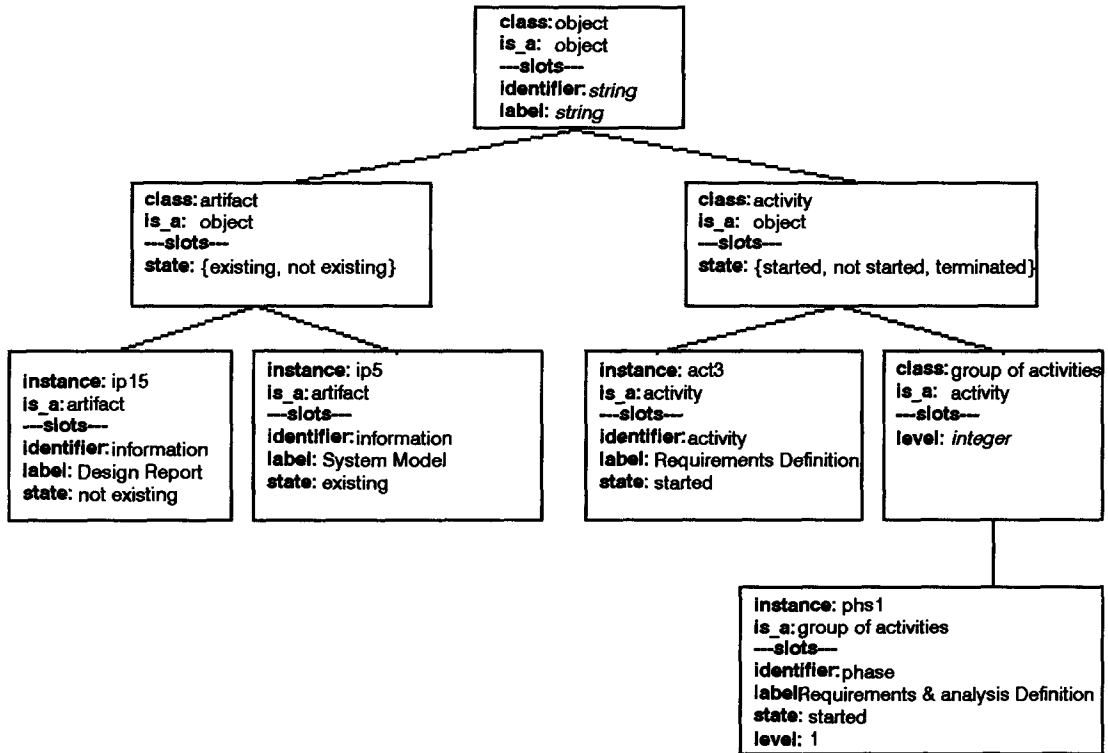 class: object
is_a: object
---slots---
identifier: string
label: string
class: artifact
is_a: object
---slots---
state: {existing, not existing}
class: activity
is_a: object
---slots---
state: {started, not started, terminated}
instance: ip15
is_a: artifact
---slots---
identifier: information
label: Design Report
state: not existing
instance: ip5
is_a: artifact
---slots---
identifier: information
label: System Model
state: existing
instance: act3
is_a: activity
---slots---
identifier: activity
label: Requirements Definition
state: started
class: group of activities
is_a: activity
---slots---
level: integer
instance: phs1
is_a: group of activities
---slots---
identifier: phase
labelRequirements & analysis Definition
state: started
level: 1